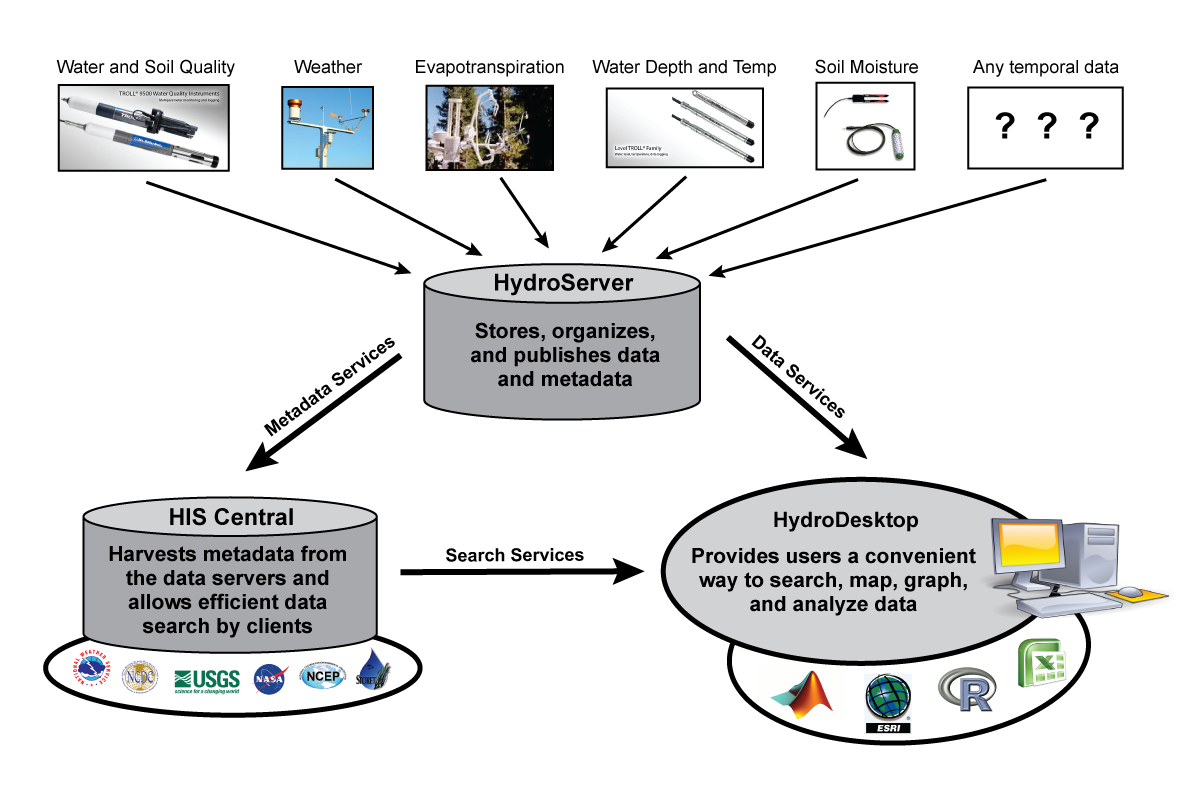 Water and Soil Quality
Weather
Evapotranspiration
Water Depth and Temp
Soil Moisture
Any temporal data
TROLL® 9500 Water Quality Instruments
Multiparameter monitoring and logging
Level TROLL® Family
Water level, temperature, data logging
? ? ?
HydroServer
Stores, organizes,
and publishes data
and metadata
Metadata Services
Data Services
HIS Central
Harvests metadata from
the data servers and
allows efficient data
search by clients
Search Services
HydroDesktop
Provides users a convenient
way to search, map, graph,
and analyze data
NATIONAL WEATHER SERVICE
NCDC
USGS
science for a changing world
NASA
NCEP
STORET
ESRI
R
X